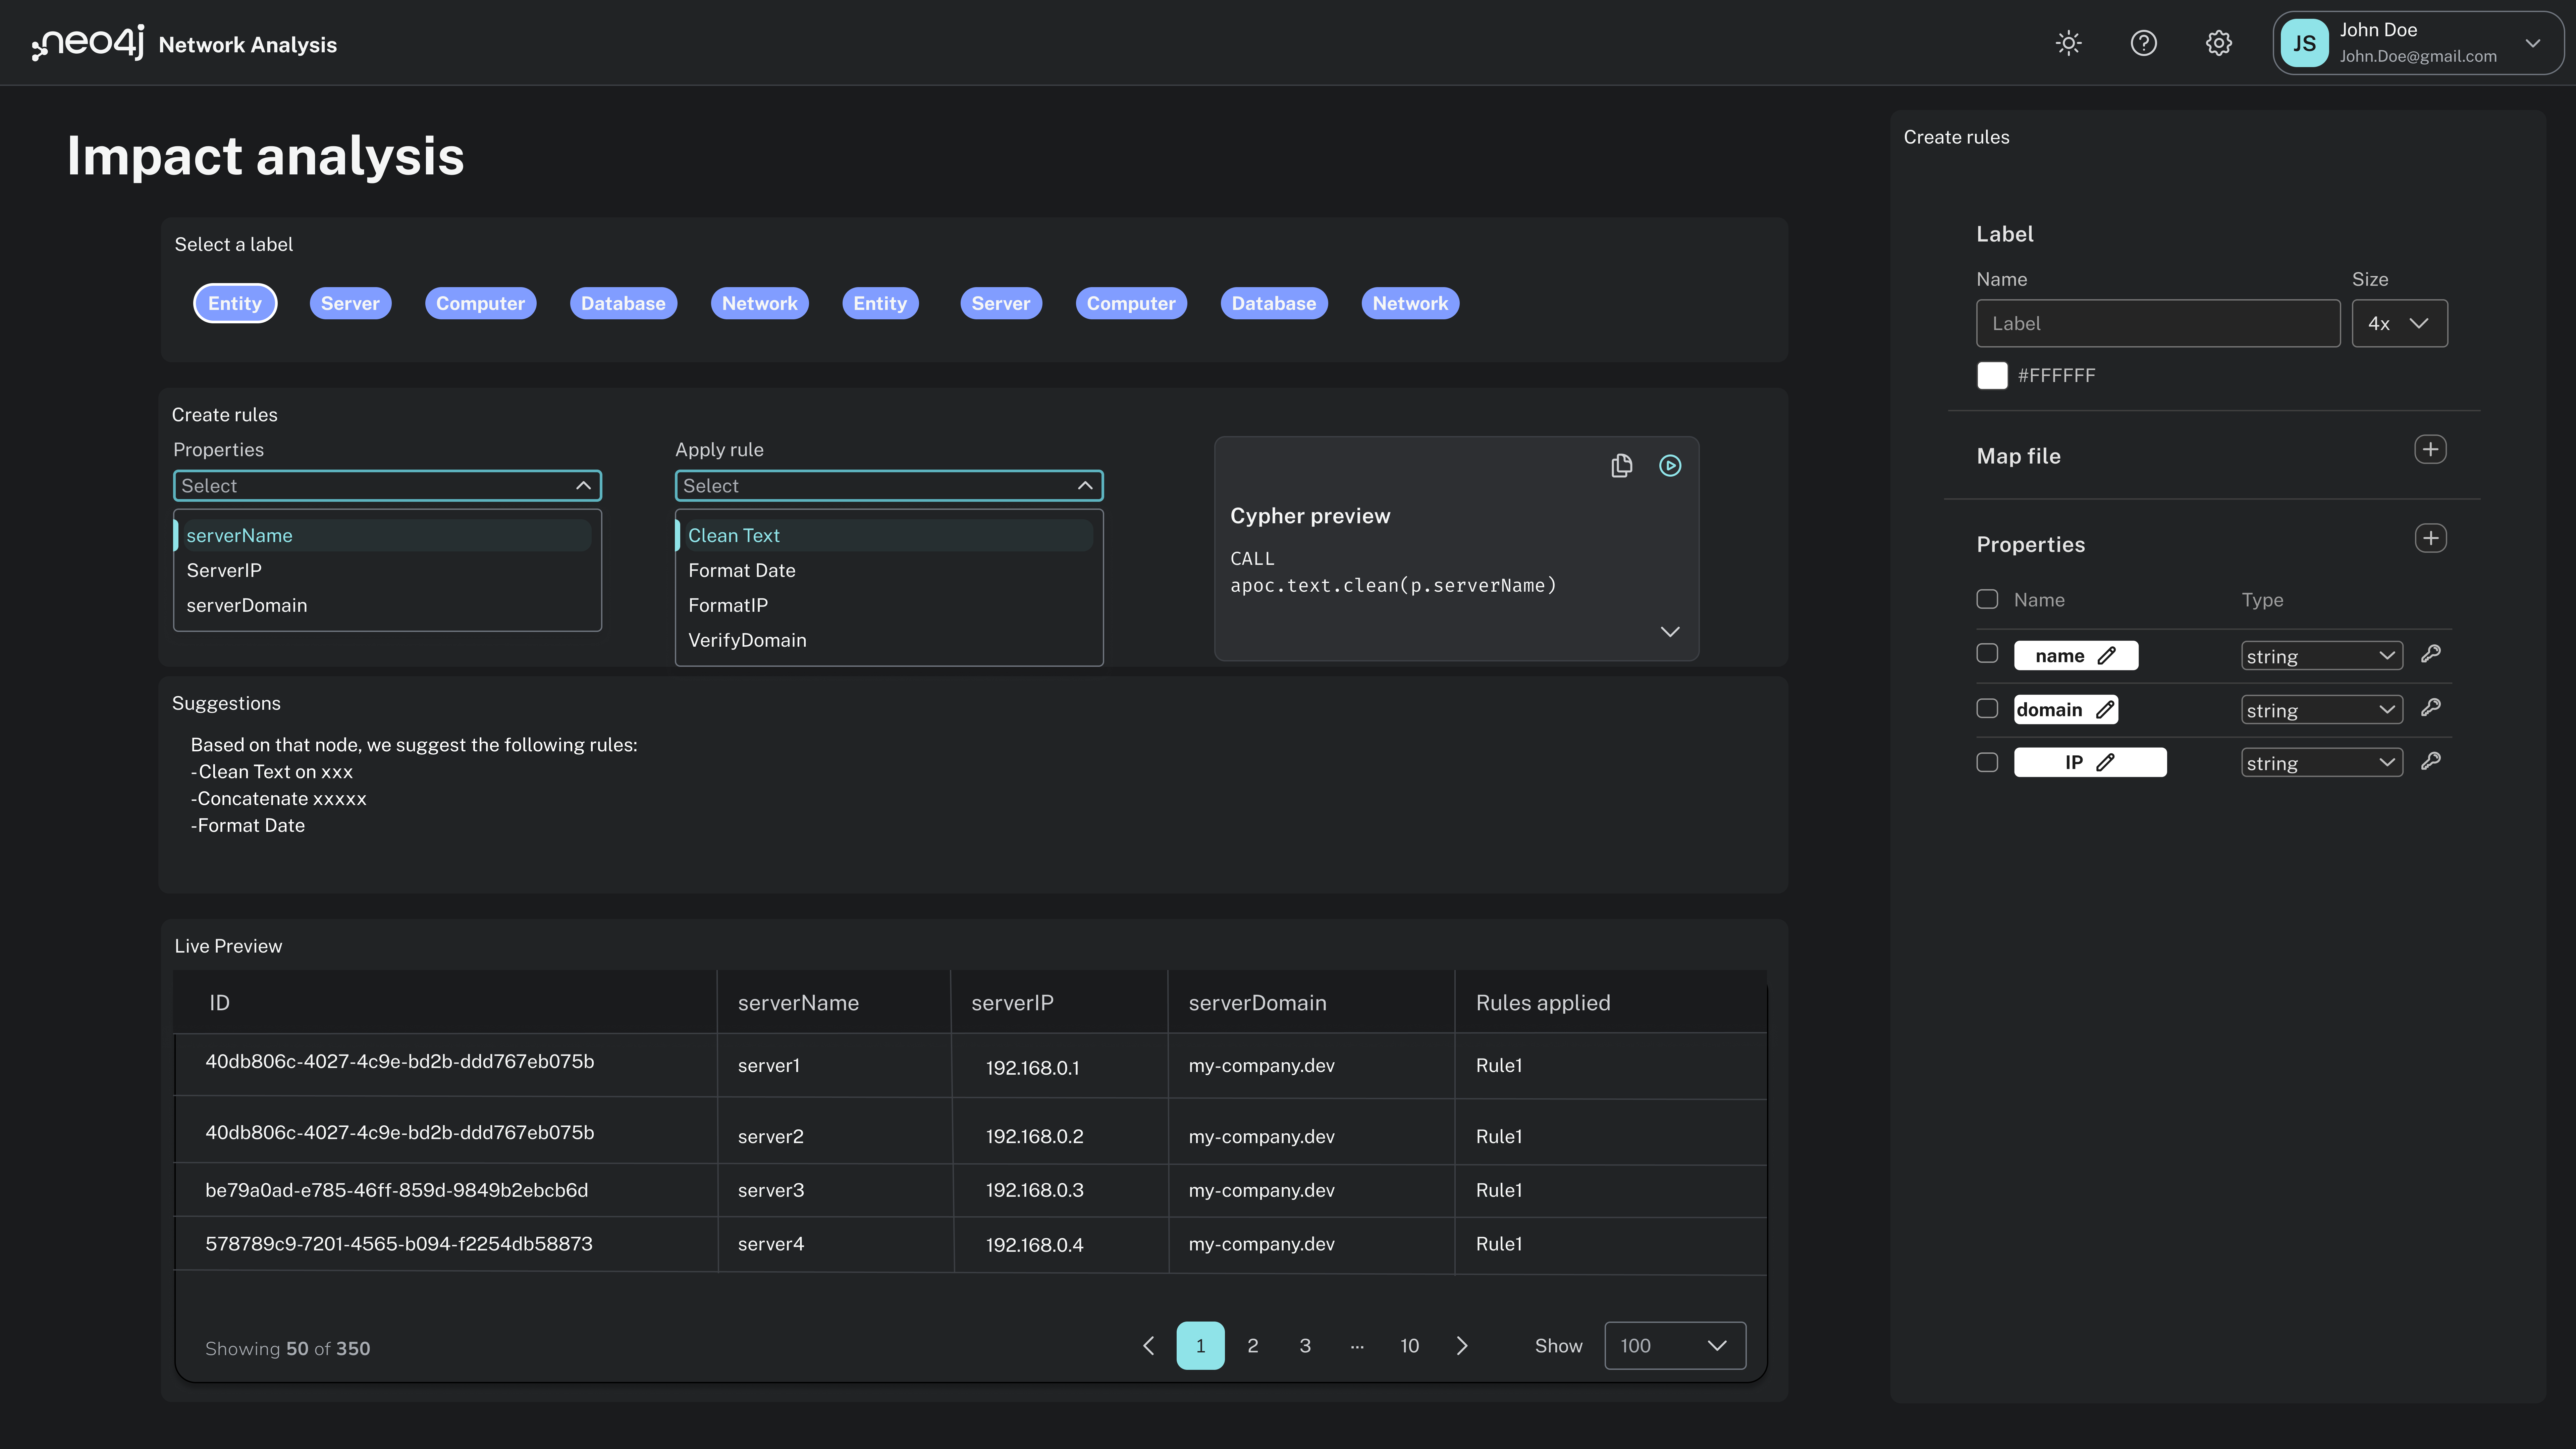 neo4j Network Analysis
JS
John Doe
John.Doe@gmail.com
Impact analysis
Select a label
Entity Server Computer Database Network Entity Server Computer Database Network
Create rules
Properties
Select
serverName
ServerIP
serverDomain
Apply rule
Select
Clean Text
Format Date
FormatIP
VerifyDomain
Cypher preview
CALL
apoc.text.clean(p.serverName)
Suggestions
Based on that node, we suggest the following rules:
-Clean Text on xxx
-Concatenate xxxxx
-Format Date
Live Preview
ID serverName serverIP serverDomain Rules applied
40db806c-4027-4c9e-bd2b-ddd767eb075b server1 192.168.0.1 my-company.dev Rule1
40db806c-4027-4c9e-bd2b-ddd767eb075b server2 192.168.0.2 my-company.dev Rule1
be79a0ad-e785-46ff-859d-9849b2ebcb6d server3 192.168.0.3 my-company.dev Rule1
578789c9-7201-4565-b094-f2254db58873 server4 192.168.0.4 my-company.dev Rule1
Showing 50 of 350
1 2 3 ... 10 Show 100
Create rules
Label
Name Size
Label 4x
#FFFFFF
Map file
Properties
Name Type
name string
domain string
IP string